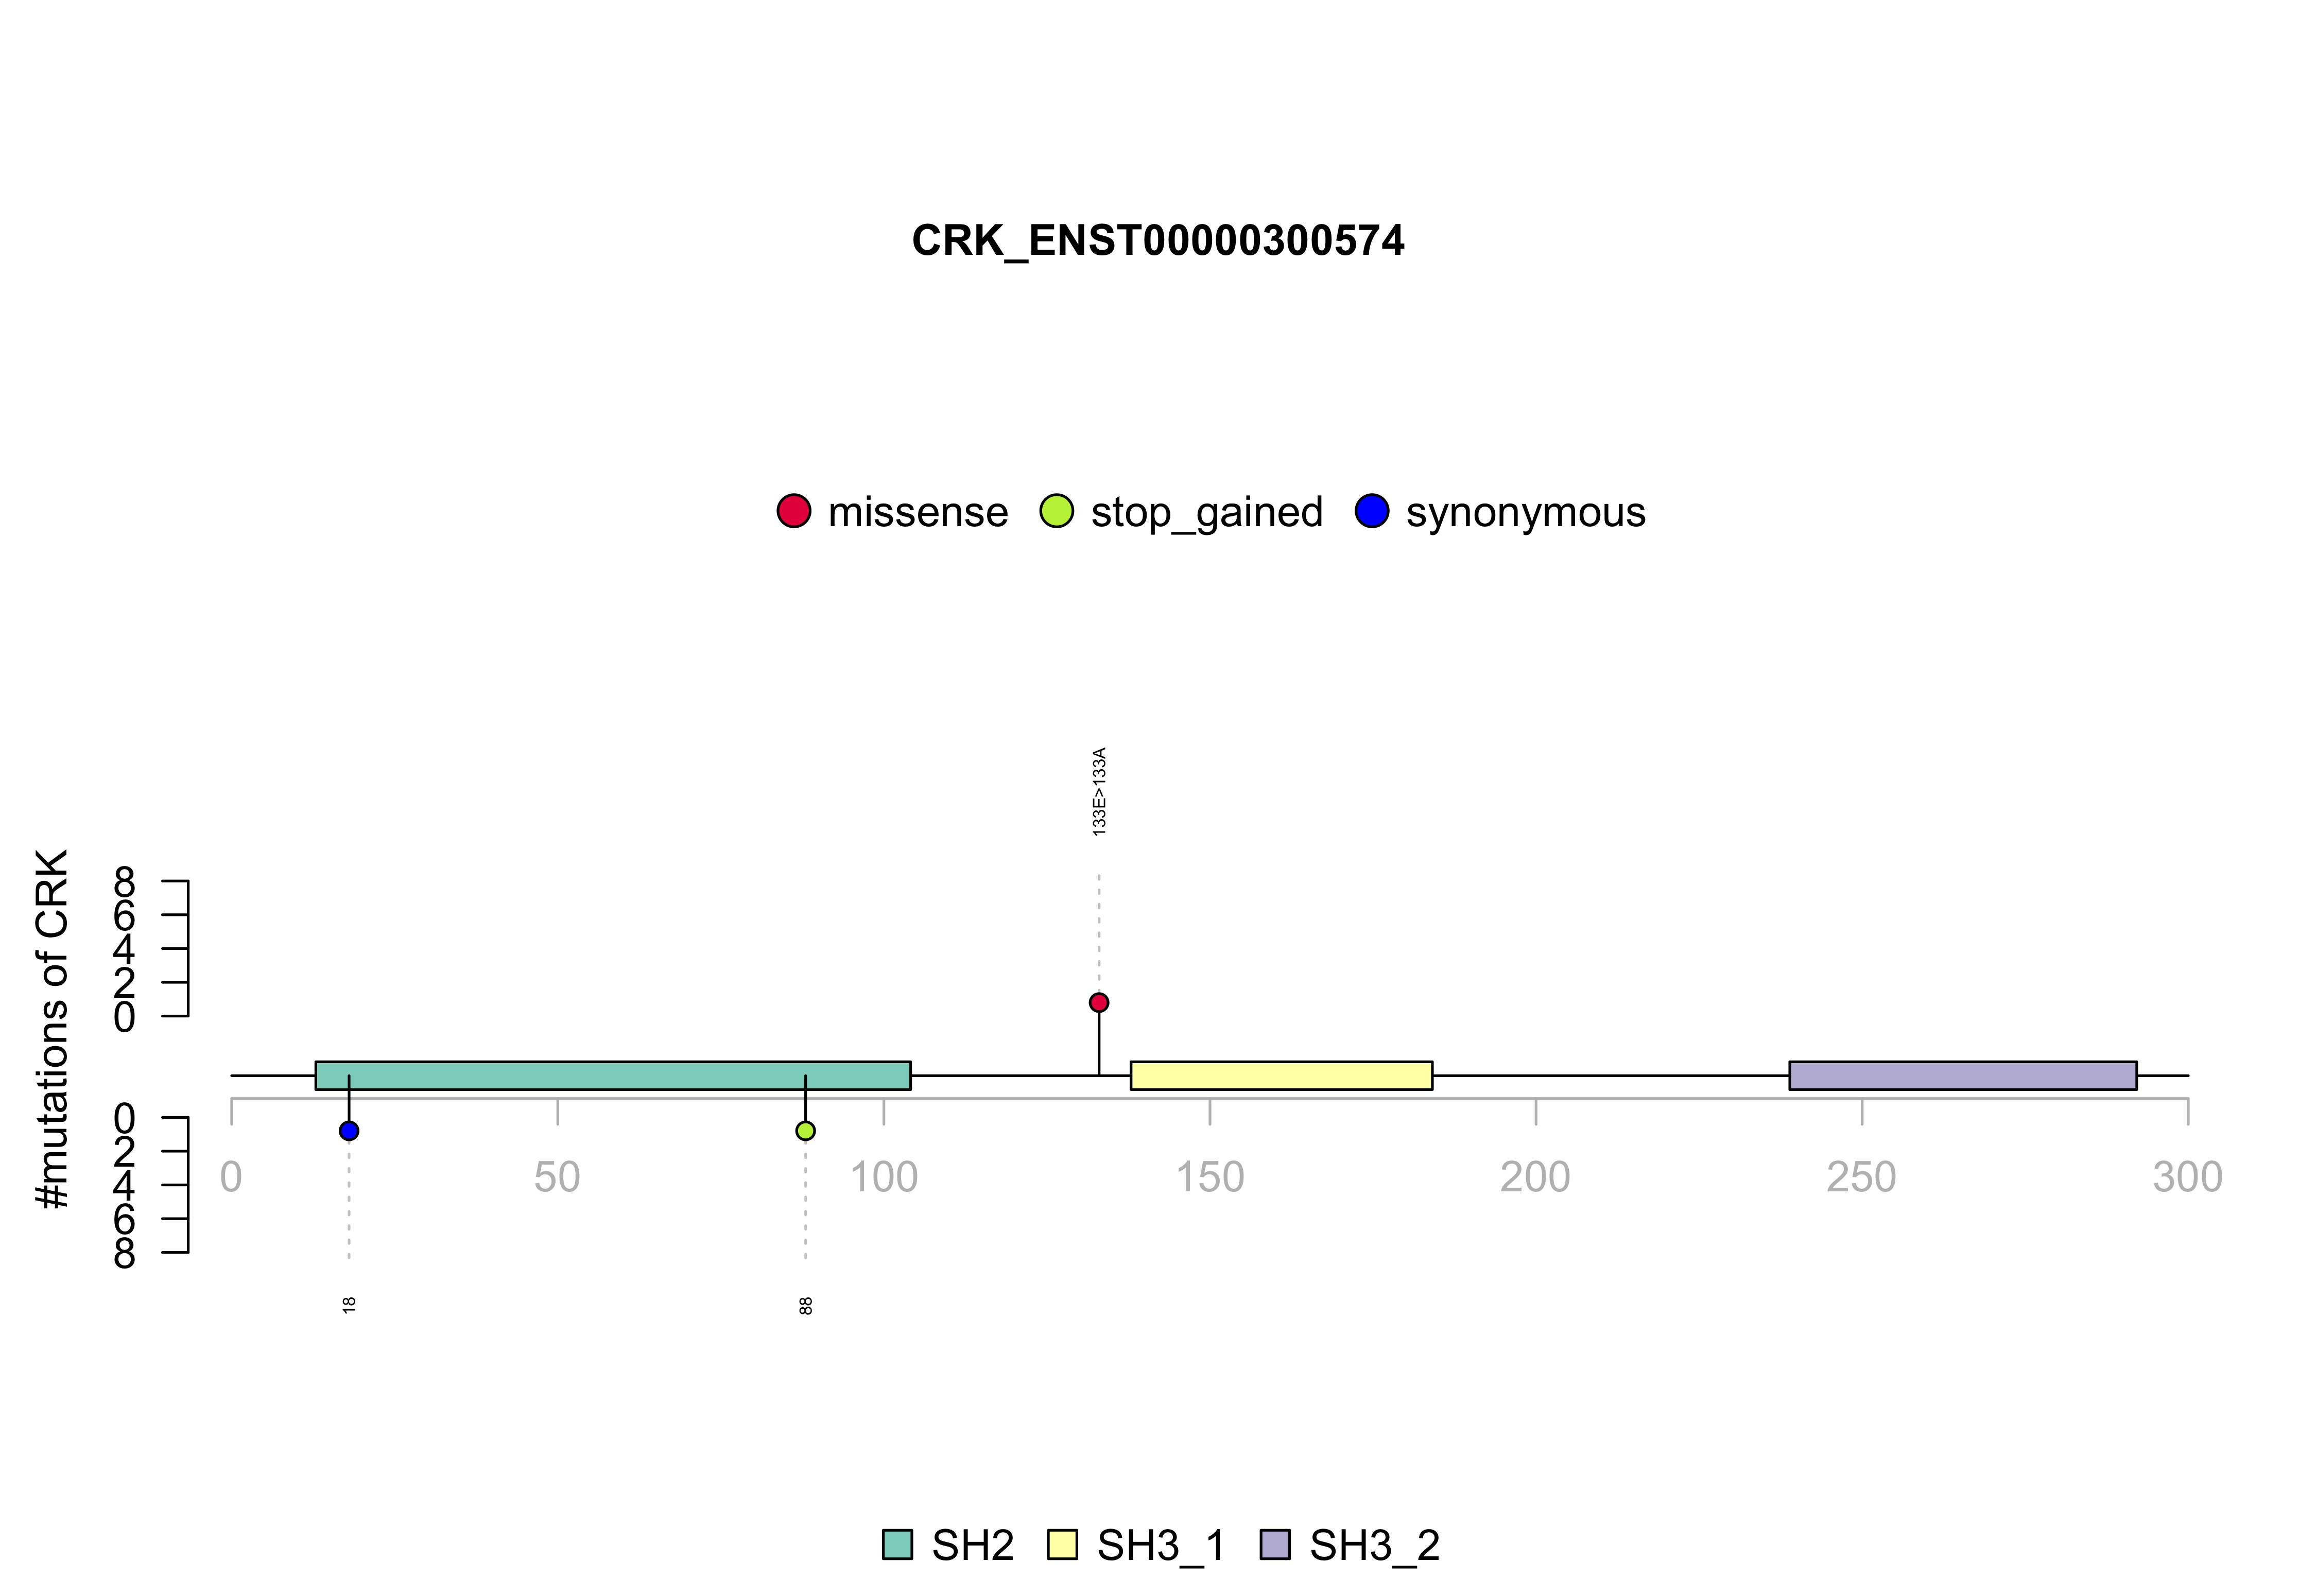 CRK_ENST00000300574
missense stop_gained synonymous
133E>133A
#mutations of CRK
8
6
4
2
0
0
2
4
6
8
0 50 100 150 200 250 300
18 88
SH2 SH3_1 SH3_2